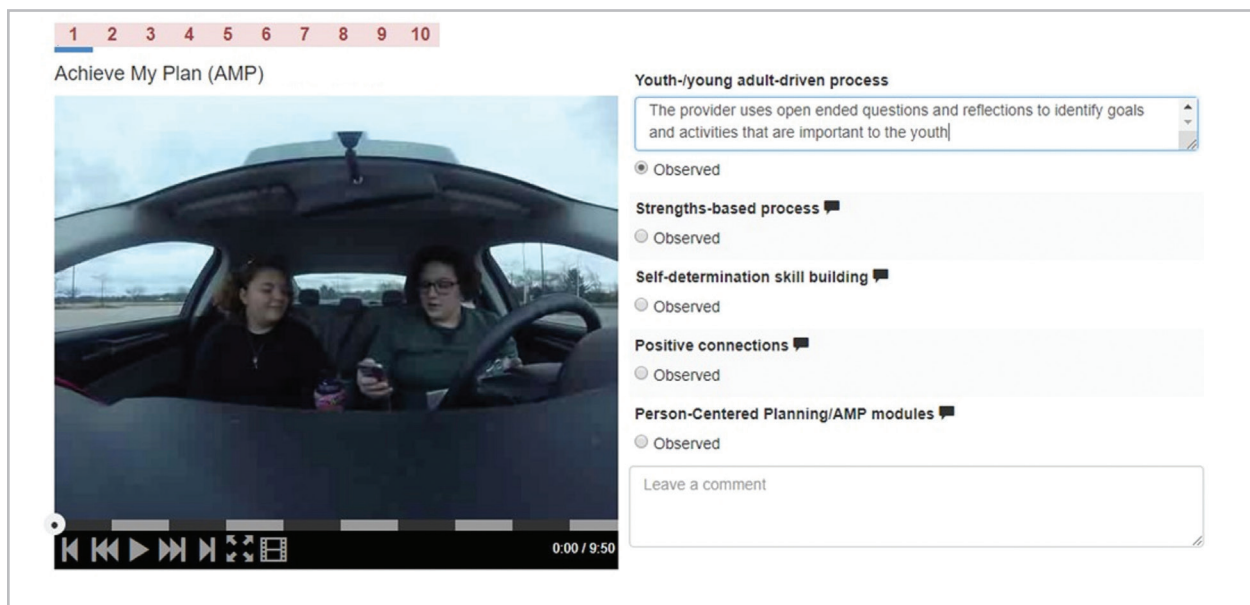 1 2 3 4 5 6 7 8 9 10
Achieve My Plan (AMP)
0:00 / 9:50
Youth-/young adult-driven process
The provider uses open ended questions and reflections to identify goals
and activities that are important to the youth
Observed
Strengths-based process
Observed
Self-determination skill building
Observed
Positive connections
Observed
Person-Centered Planning/AMP modules
Observed
Leave a comment